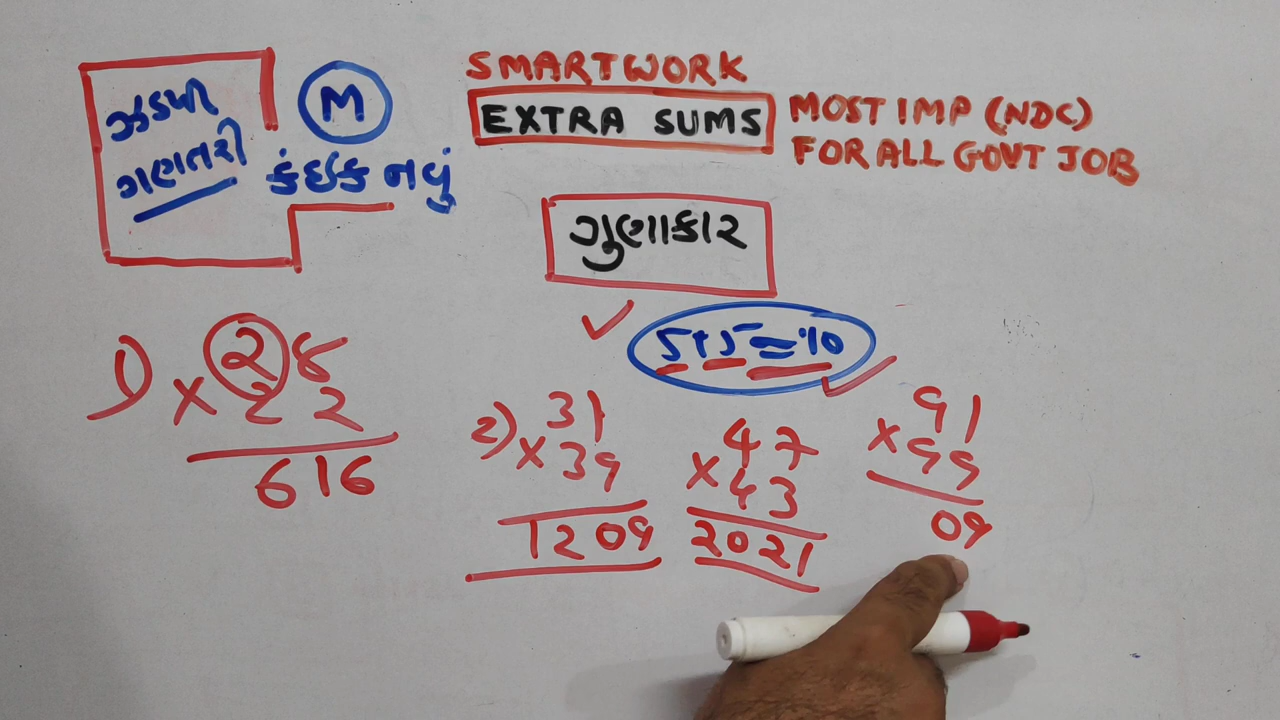 ઝડપી
ગણતરી
M
કંઈક નવું
SMARTWORK
EXTRA SUMS
MOST IMP (NDC)
FOR ALL GOVT JOB
ગુણાકાર
5+5=10
1) 28
× 22
616
2) 31
× 39
1209
47
× 43
2021
91
× 99
09